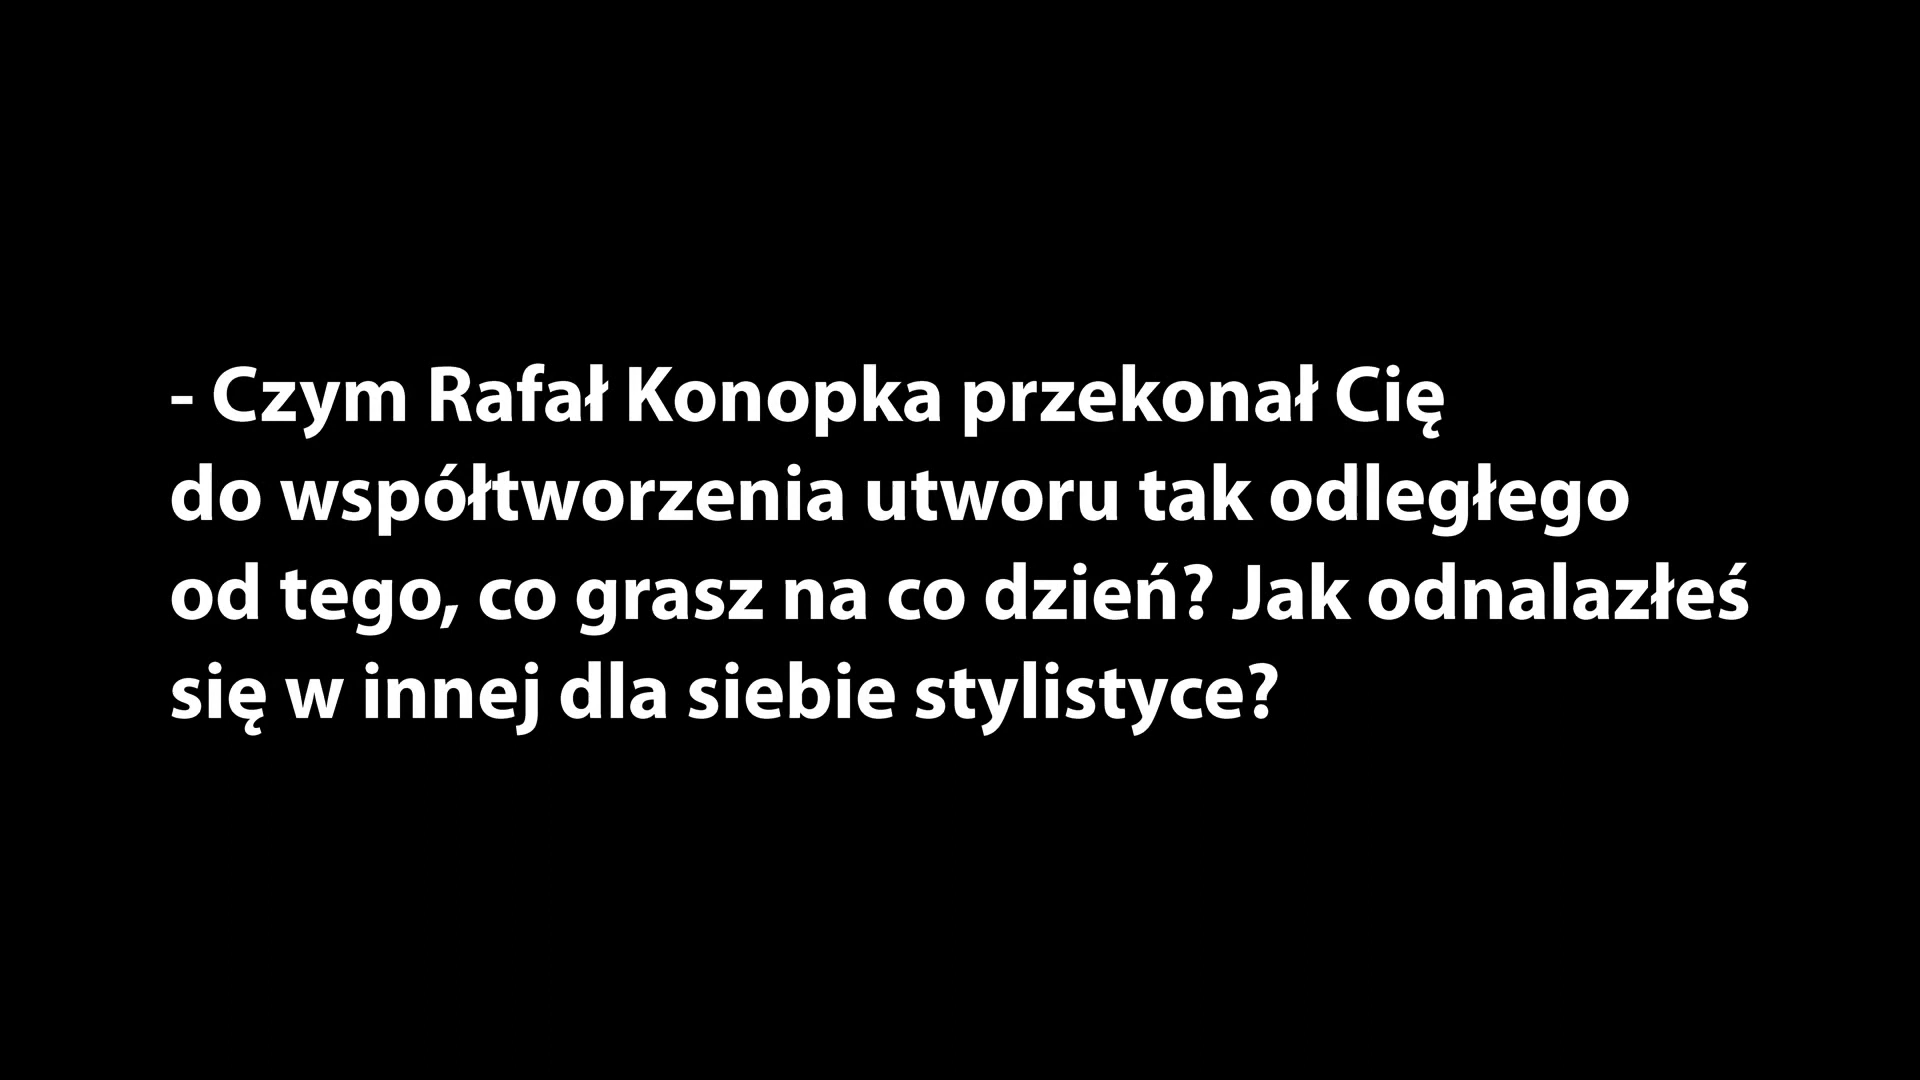 - Czym Rafał Konopka przekonał Cię
do współtworzenia utworu tak odległego
od tego, co grasz na co dzień? Jak odnalazłeś
się w innej dla siebie stylistyce?